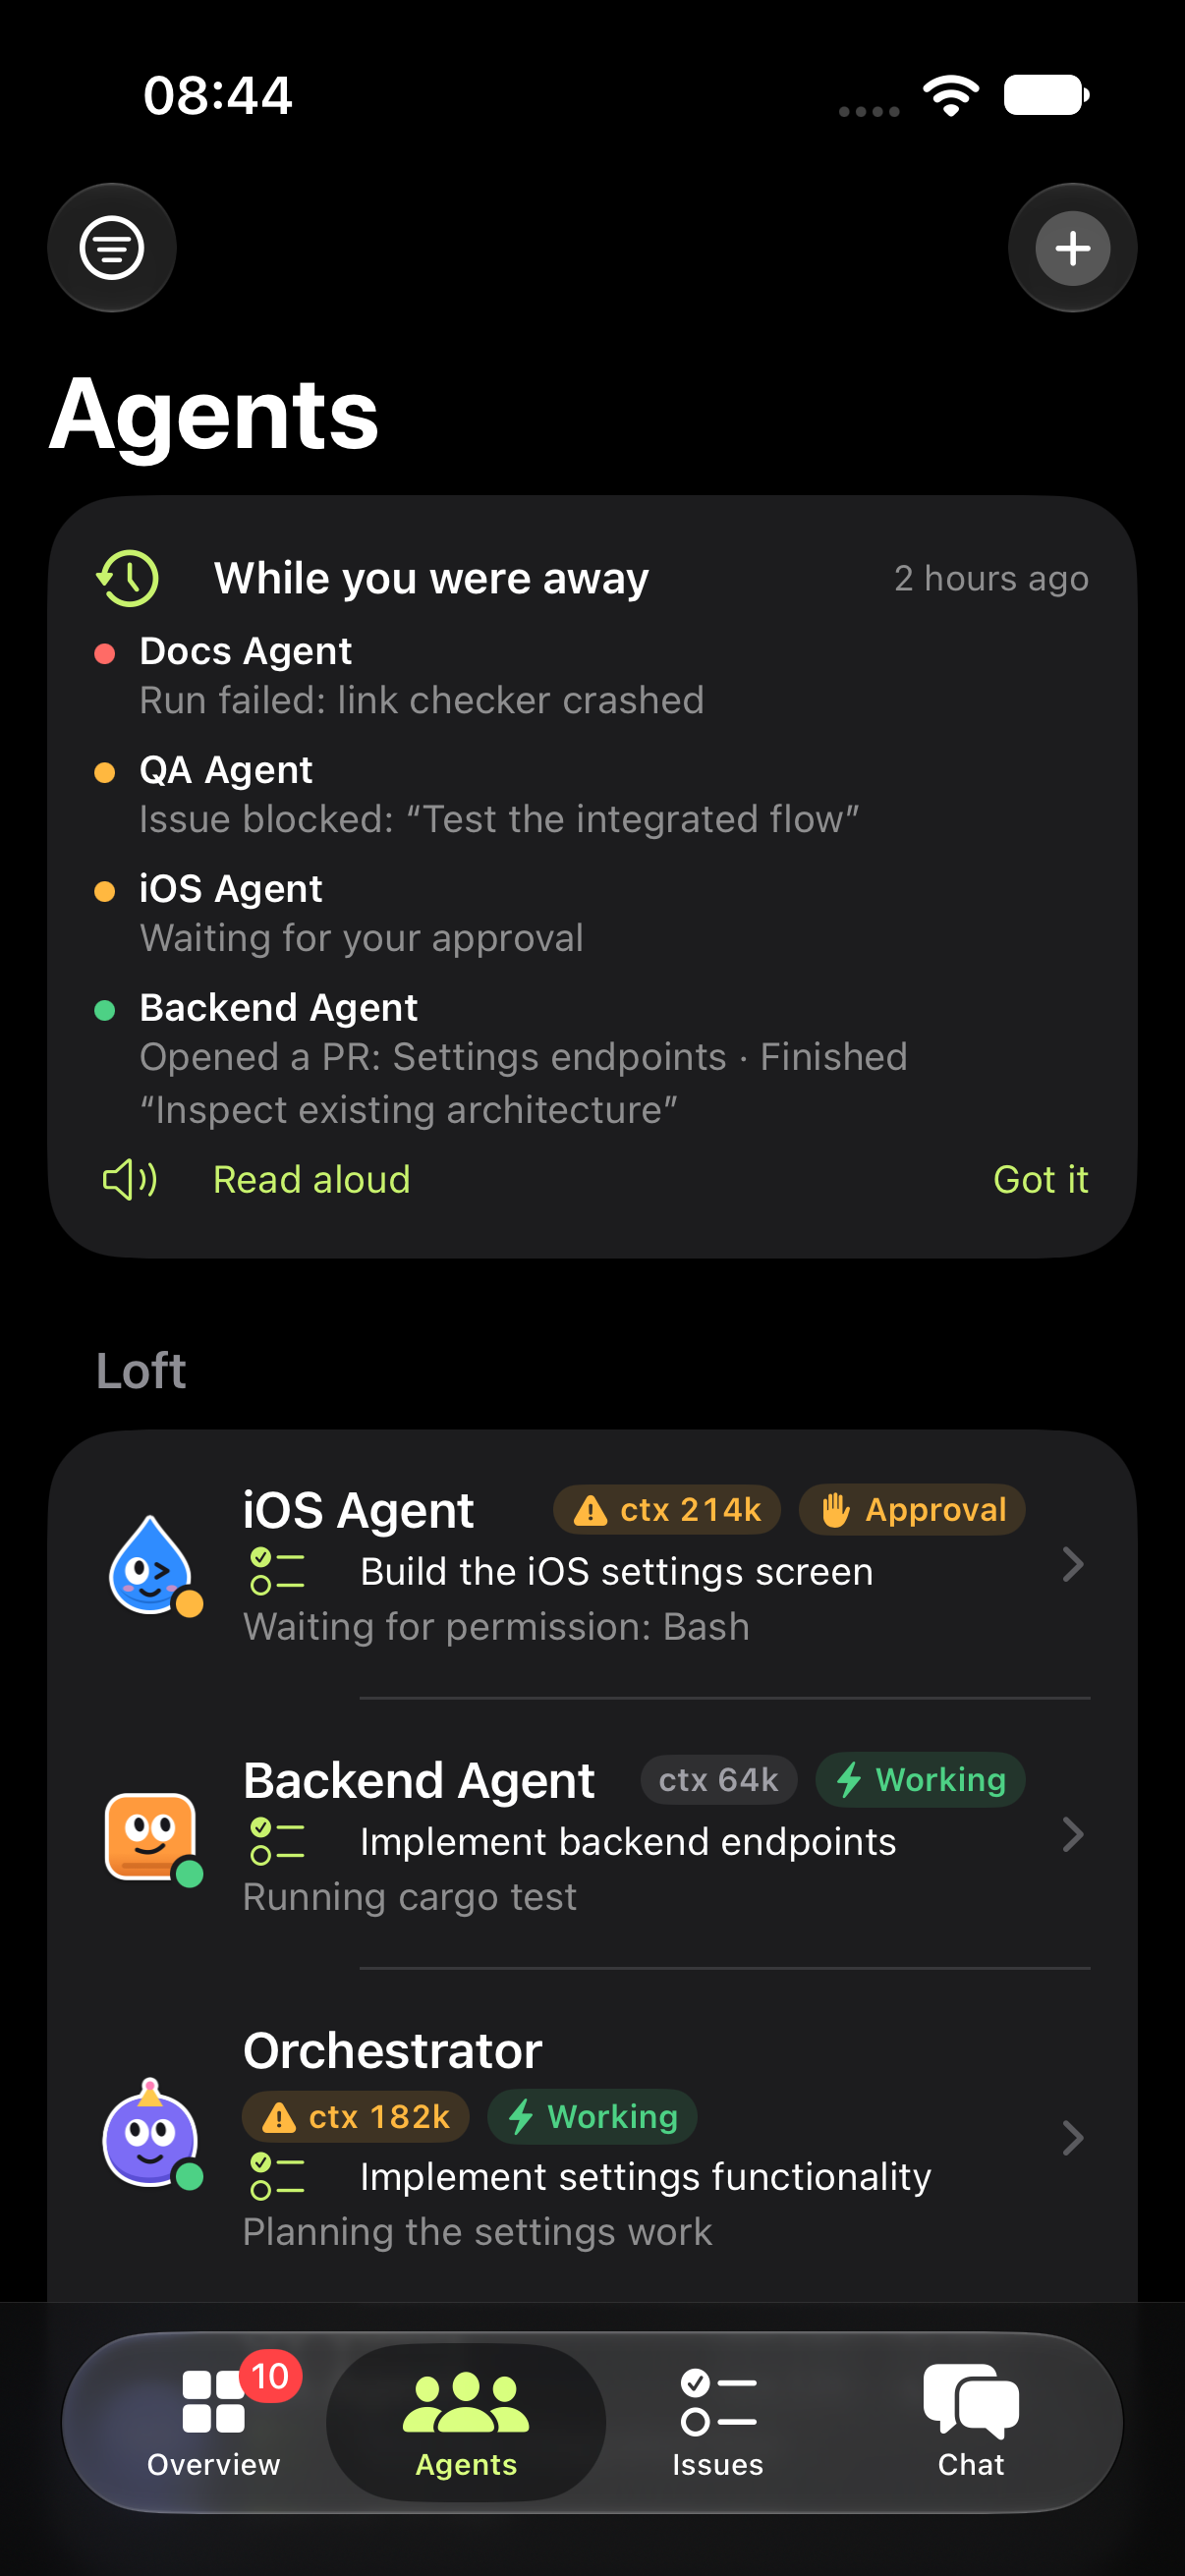 08:44
Agents
While you were away
2 hours ago
Docs Agent
Run failed: link checker crashed
QA Agent
Issue blocked: “Test the integrated flow”
iOS Agent
Waiting for your approval
Backend Agent
Opened a PR: Settings endpoints · Finished
“Inspect existing architecture”
Read aloud
Got it
Loft
iOS Agent
ctx 214k
Approval
Build the iOS settings screen
Waiting for permission: Bash
Backend Agent
ctx 64k
Working
Implement backend endpoints
Running cargo test
Orchestrator
ctx 182k
Working
Implement settings functionality
Planning the settings work
10
Overview
Agents
Issues
Chat